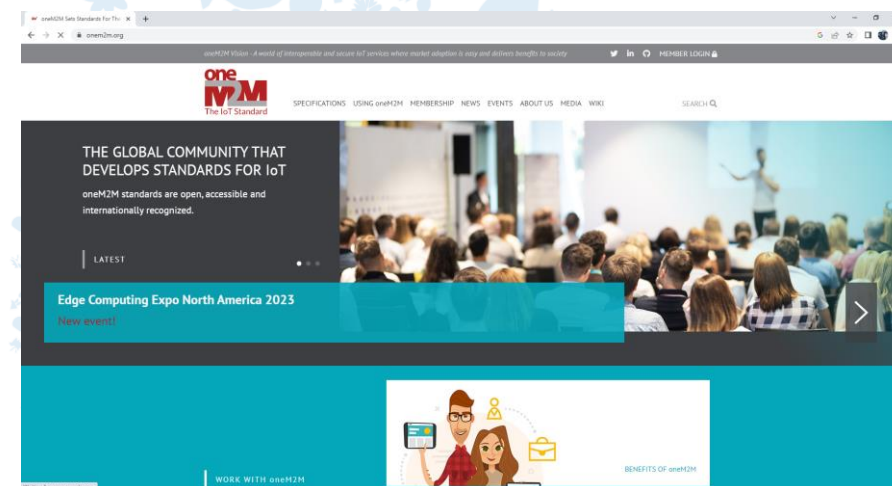 oneM2M Sets Standards For The
onem2m.org
oneM2M Vision - A world of interoperable and secure IoT services where market adoption is easy and delivers benefits to society
MEMBER LOGIN
one
M2M
The IoT Standard
SPECIFICATIONS USING oneM2M MEMBERSHIP NEWS EVENTS ABOUT US MEDIA WIKI
SEARCH
THE GLOBAL COMMUNITY THAT
DEVELOPS STANDARDS FOR IoT
oneM2M standards are open, accessible and
internationally recognized.
LATEST
Edge Computing Expo North America 2023
New event!
WORK WITH oneM2M
BENEFITS OF oneM2M